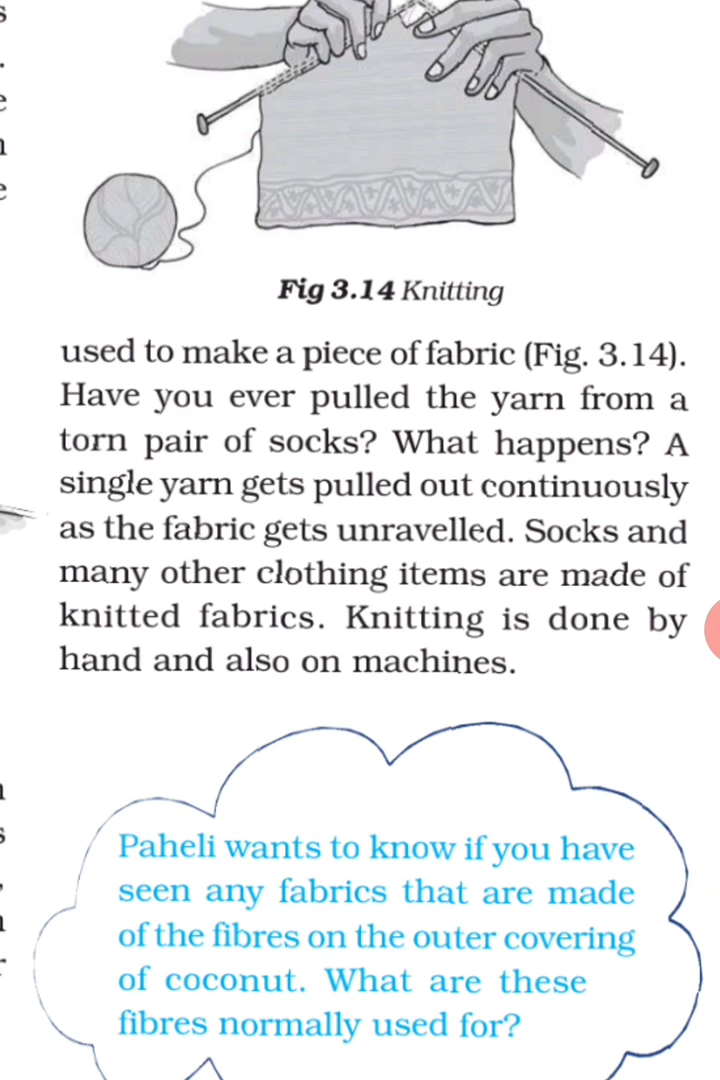 Fig 3.14 Knitting
used to make a piece of fabric (Fig. 3.14).
Have you ever pulled the yarn from a
torn pair of socks? What happens? A
single yarn gets pulled out continuously
as the fabric gets unravelled. Socks and
many other clothing items are made of
knitted fabrics. Knitting is done by
hand and also on machines.
Paheli wants to know if you have
seen any fabrics that are made
of the fibres on the outer covering
of coconut. What are these
fibres normally used for?